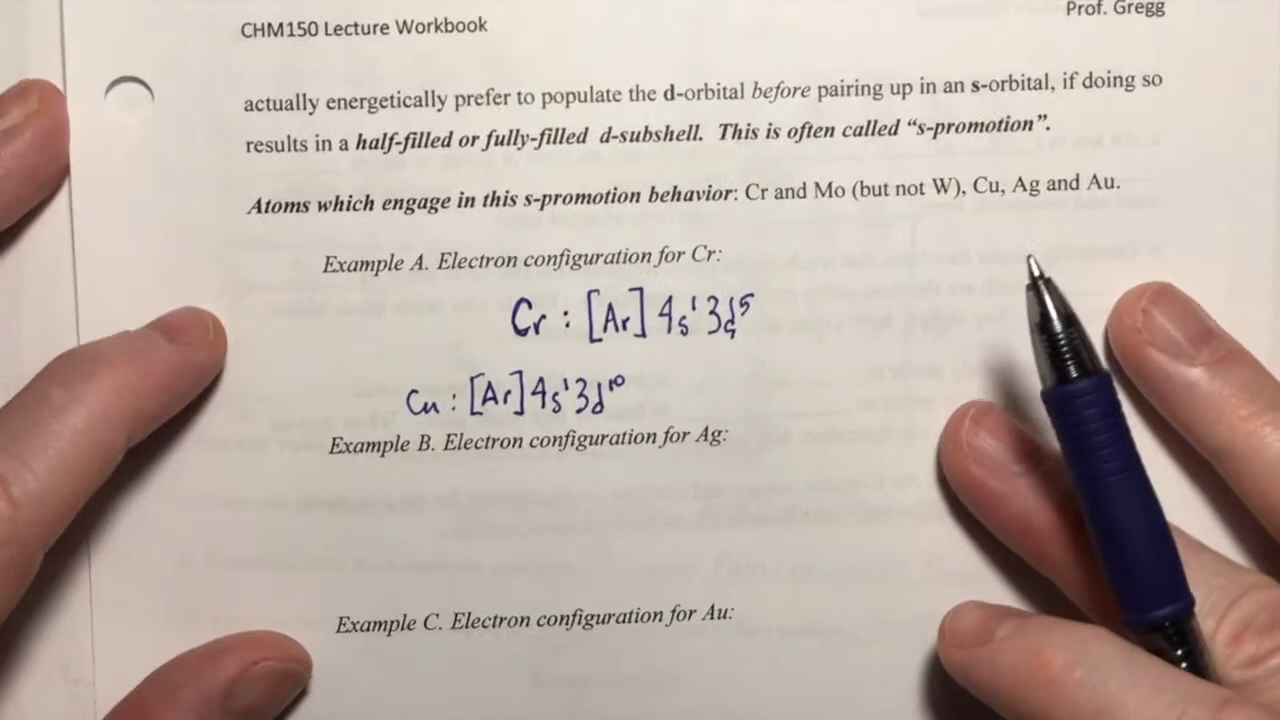 CHM150 Lecture Workbook
Prof. Gregg
actually energetically prefer to populate the d-orbital before pairing up in an s-orbital, if doing so
results in a half-filled or fully-filled d-subshell. This is often called “s-promotion”.
Atoms which engage in this s-promotion behavior: Cr and Mo (but not W), Cu, Ag and Au.
Example A. Electron configuration for Cr:
Cr : [Ar] 4s¹ 3d⁵
Cu : [Ar] 4s¹ 3d¹⁰
Example B. Electron configuration for Ag:
Example C. Electron configuration for Au: